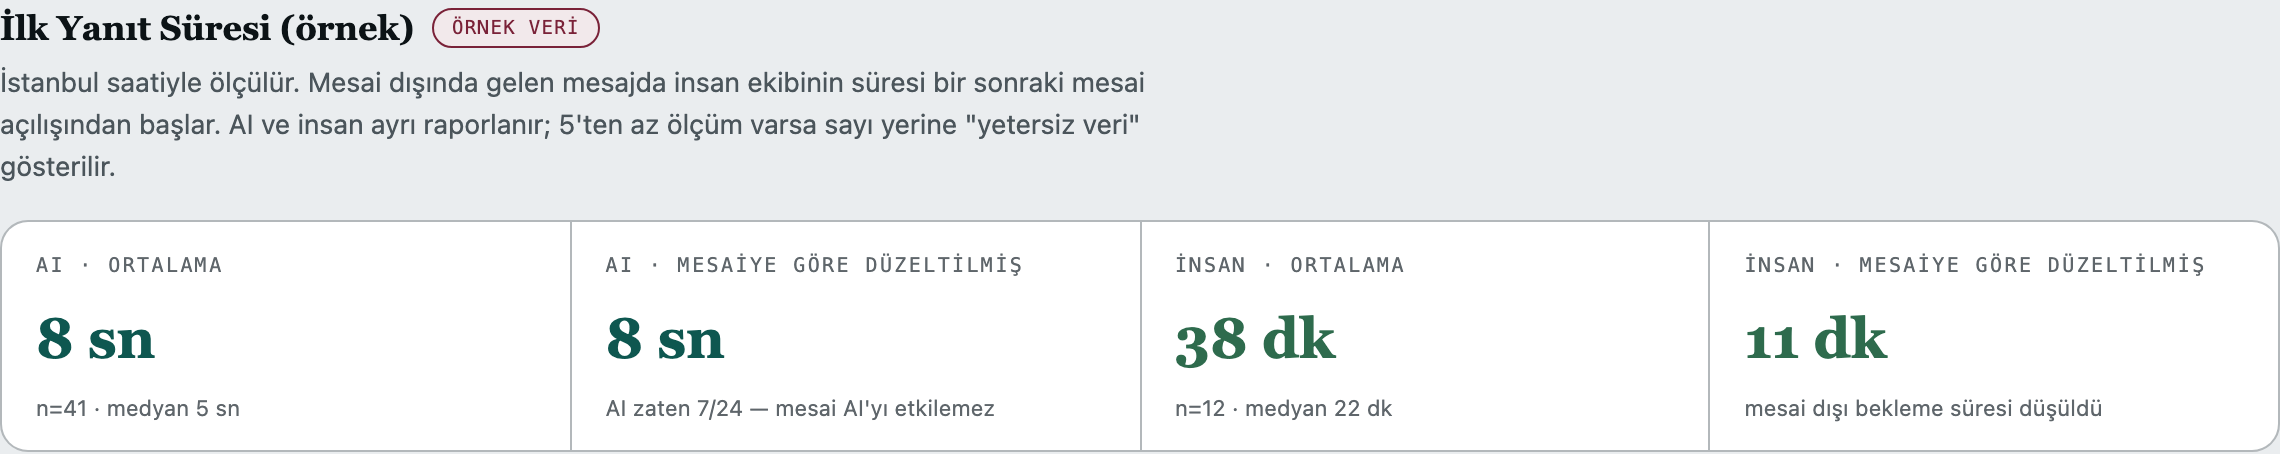 İlk Yanıt Süresi (örnek)
ÖRNEK VERİ
İstanbul saatiyle ölçülür. Mesai dışında gelen mesajda insan ekibinin süresi bir sonraki mesai
açılışından başlar. AI ve insan ayrı raporlanır; 5'ten az ölçüm varsa sayı yerine "yetersiz veri"
gösterilir.
AI · ORTALAMA
8 sn
n=41 · medyan 5 sn
AI · MESAİYE GÖRE DÜZELTİLMİŞ
8 sn
AI zaten 7/24 — mesai AI'yı etkilemez
İNSAN · ORTALAMA
38 dk
n=12 · medyan 22 dk
İNSAN · MESAİYE GÖRE DÜZELTİLMİŞ
11 dk
mesai dışı bekleme süresi düşüldü